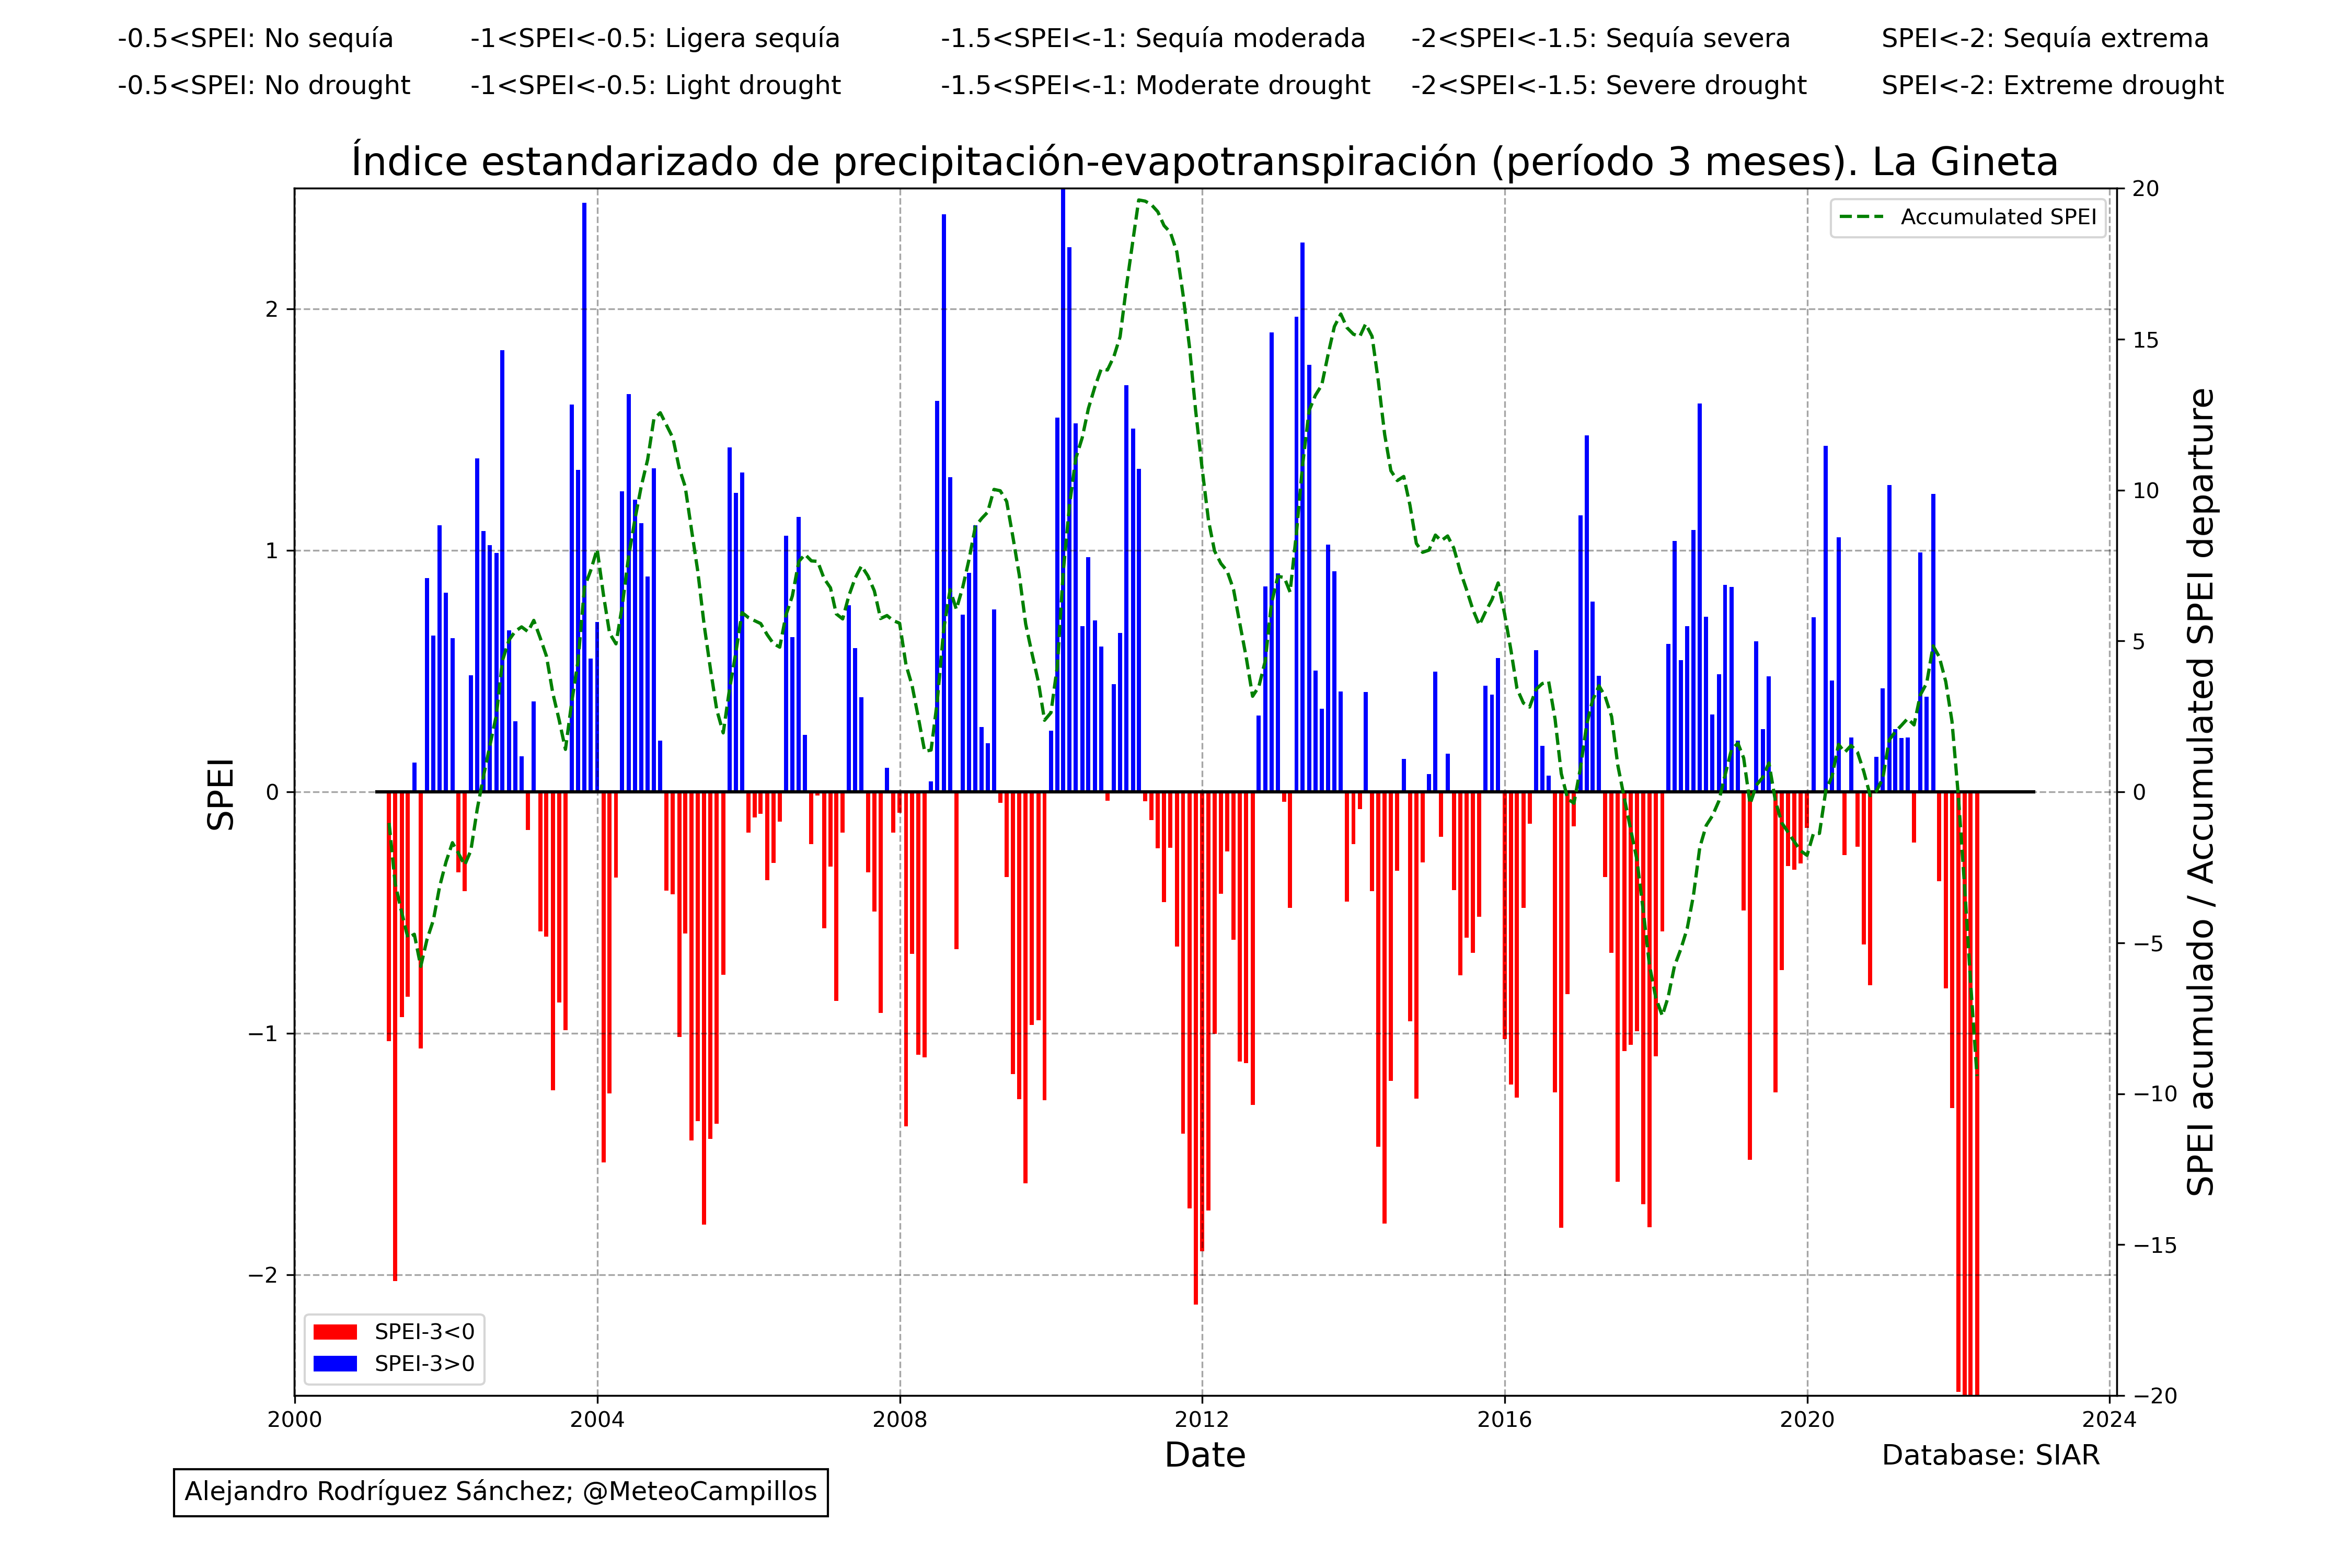 -0.5<SPEI: No sequía -1<SPEI<-0.5: Ligera sequía -1.5<SPEI<-1: Sequía moderada -2<SPEI<-1.5: Sequía severa SPEI<-2: Sequía extrema
-0.5<SPEI: No drought -1<SPEI<-0.5: Light drought -1.5<SPEI<-1: Moderate drought -2<SPEI<-1.5: Severe drought SPEI<-2: Extreme drought
Índice estandarizado de precipitación-evapotranspiración (período 3 meses). La Gineta
Accumulated SPEI
SPEI
2
1
0
−1
−2
SPEI-3<0
SPEI-3>0
20
15
10
5
0
−5
−10
−15
−20
SPEI acumulado / Accumulated SPEI departure
2000 2004 2008 2012 2016 2020 2024
Date
Database: SIAR
Alejandro Rodríguez Sánchez; @MeteoCampillos